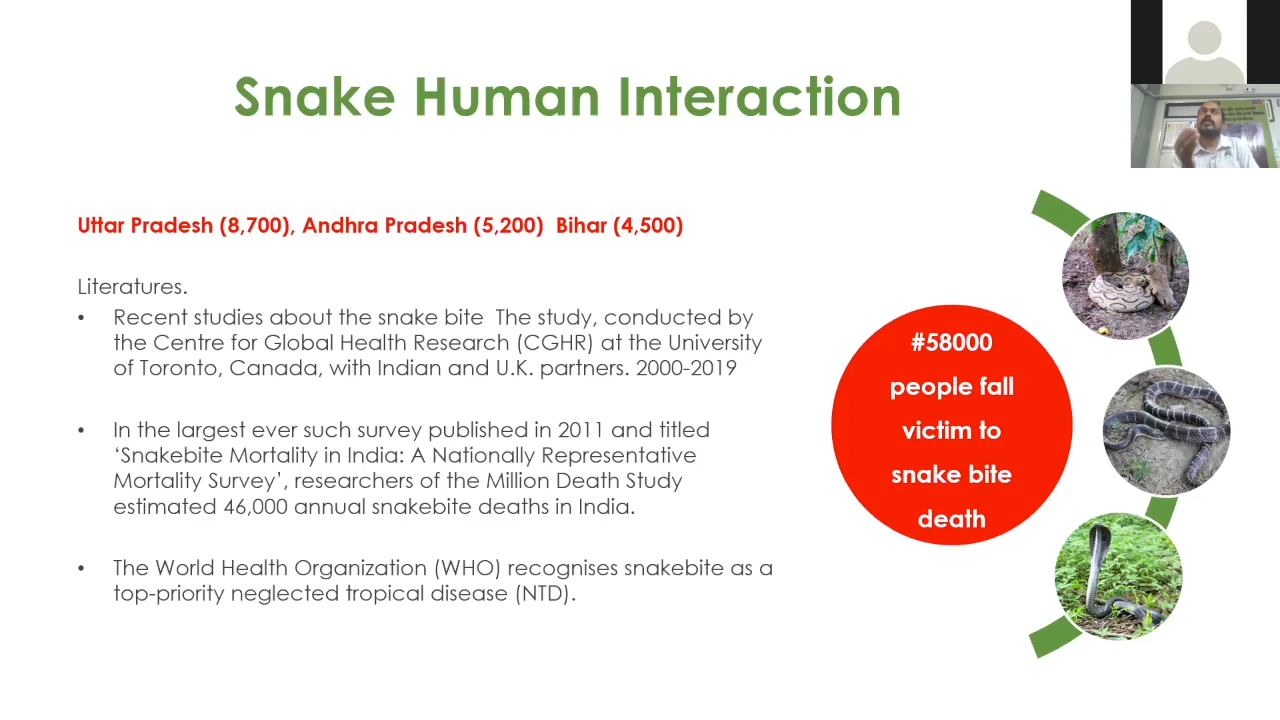 Snake Human Interaction
Uttar Pradesh (8,700), Andhra Pradesh (5,200)  Bihar (4,500)
Literatures.
• Recent studies about the snake bite  The study, conducted by
the Centre for Global Health Research (CGHR) at the University
of Toronto, Canada, with Indian and U.K. partners. 2000-2019
• In the largest ever such survey published in 2011 and titled
‘Snakebite Mortality in India: A Nationally Representative
Mortality Survey’, researchers of the Million Death Study
estimated 46,000 annual snakebite deaths in India.
• The World Health Organization (WHO) recognises snakebite as a
top-priority neglected tropical disease (NTD).
#58000
people fall
victim to
snake bite
death